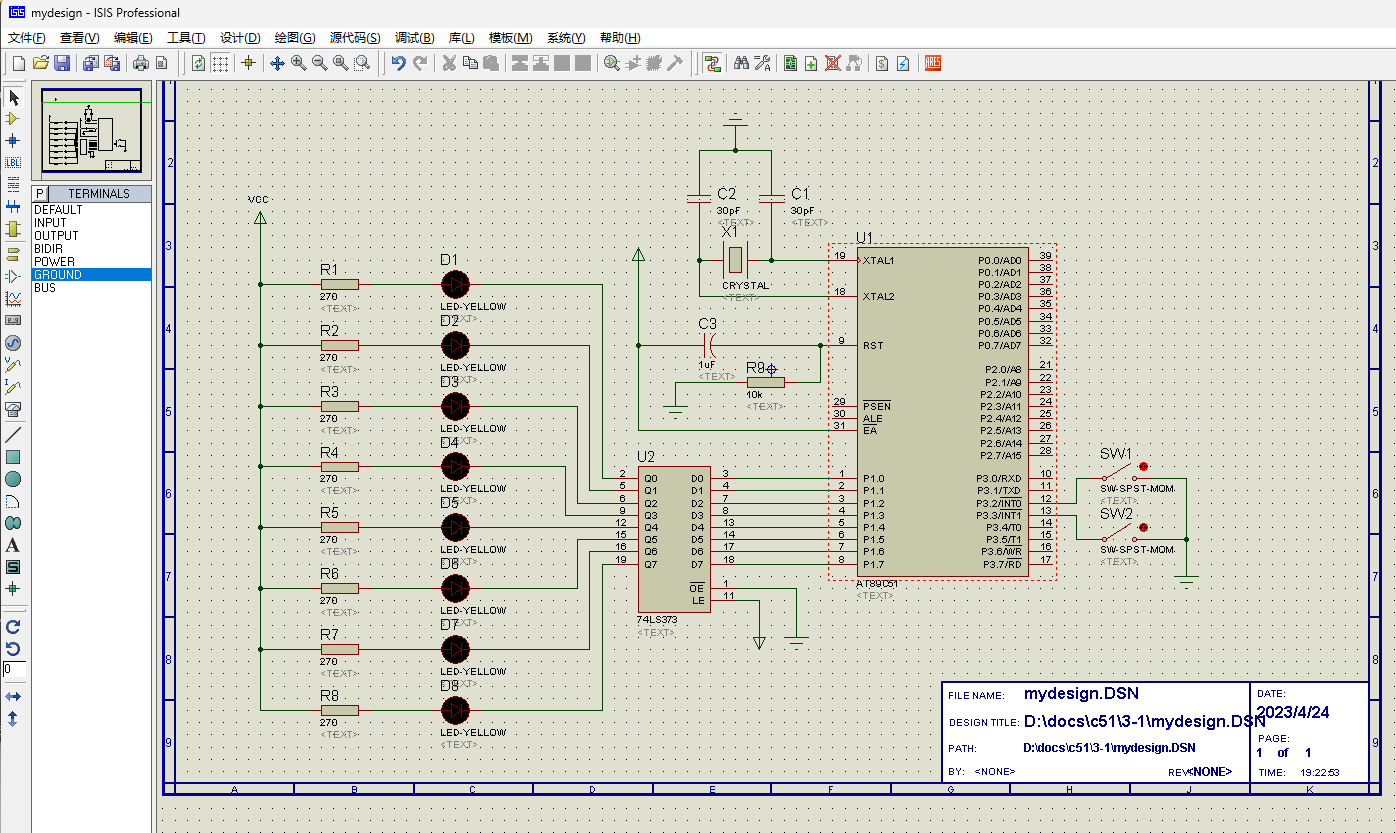 mydesign - ISIS Professional
文件(F) 查看(V) 编辑(E) 工具(T) 设计(D) 绘图(G) 源代码(S) 调试(B) 库(L) 模板(M) 系统(Y) 帮助(H)
ARES
LBL
P TERMINALS
DEFAULT
INPUT
OUTPUT
BIDIR
POWER
GROUND
BUS
A
S
0
2
3
4
5
6
7
8
9
VCC
R1
270
<TEXT>
R2
270
<TEXT>
R3
270
<TEXT>
R4
270
<TEXT>
R5
270
<TEXT>
R6
270
<TEXT>
R7
270
<TEXT>
R8
270
<TEXT>
D1
LED-YELLOW
<TEXT>
D2
LED-YELLOW
<TEXT>
D3
LED-YELLOW
<TEXT>
D4
LED-YELLOW
<TEXT>
D5
LED-YELLOW
<TEXT>
D6
LED-YELLOW
<TEXT>
D7
LED-YELLOW
<TEXT>
D8
LED-YELLOW
<TEXT>
C2
30pF
<TEXT>
C1
30pF
<TEXT>
X1
CRYSTAL
<TEXT>
C3
1uF
<TEXT>
R9
10k
<TEXT>
U2
2 Q0 D0 3
5 Q1 D1 4
6 Q2 D2 7
9 Q3 D3 8
12 Q4 D4 13
15 Q5 D5 14
16 Q6 D6 17
19 Q7 D7 18
OE 1
LE 11
74LS373
<TEXT>
U1
19 XTAL1
18 XTAL2
9 RST
29 PSEN
30 ALE
31 EA
1 P1.0
2 P1.1
3 P1.2
4 P1.3
5 P1.4
6 P1.5
7 P1.6
8 P1.7
P0.0/AD0 39
P0.1/AD1 38
P0.2/AD2 37
P0.3/AD3 36
P0.4/AD4 35
P0.5/AD5 34
P0.6/AD6 33
P0.7/AD7 32
P2.0/A8 21
P2.1/A9 22
P2.2/A10 23
P2.3/A11 24
P2.4/A12 25
P2.5/A13 26
P2.6/A14 27
P2.7/A15 28
P3.0/RXD 10
P3.1/TXD 11
P3.2/INT0 12
P3.3/INT1 13
P3.4/T0 14
P3.5/T1 15
P3.6/WR 16
P3.7/RD 17
AT89C51
<TEXT>
SW1
SW-SPST-MOM
<TEXT>
SW2
SW-SPST-MOM
<TEXT>
2
3
4
5
6
7
8
9
FILE NAME: mydesign.DSN
DESIGN TITLE: D:\docs\c51\3-1\mydesign.DSN
PATH: D:\docs\c51\3-1\mydesign.DSN
BY: <NONE> REV:<NONE>
DATE:
2023/4/24
PAGE:
1 of 1
TIME: 19:22:53
A B C D E F G H J K